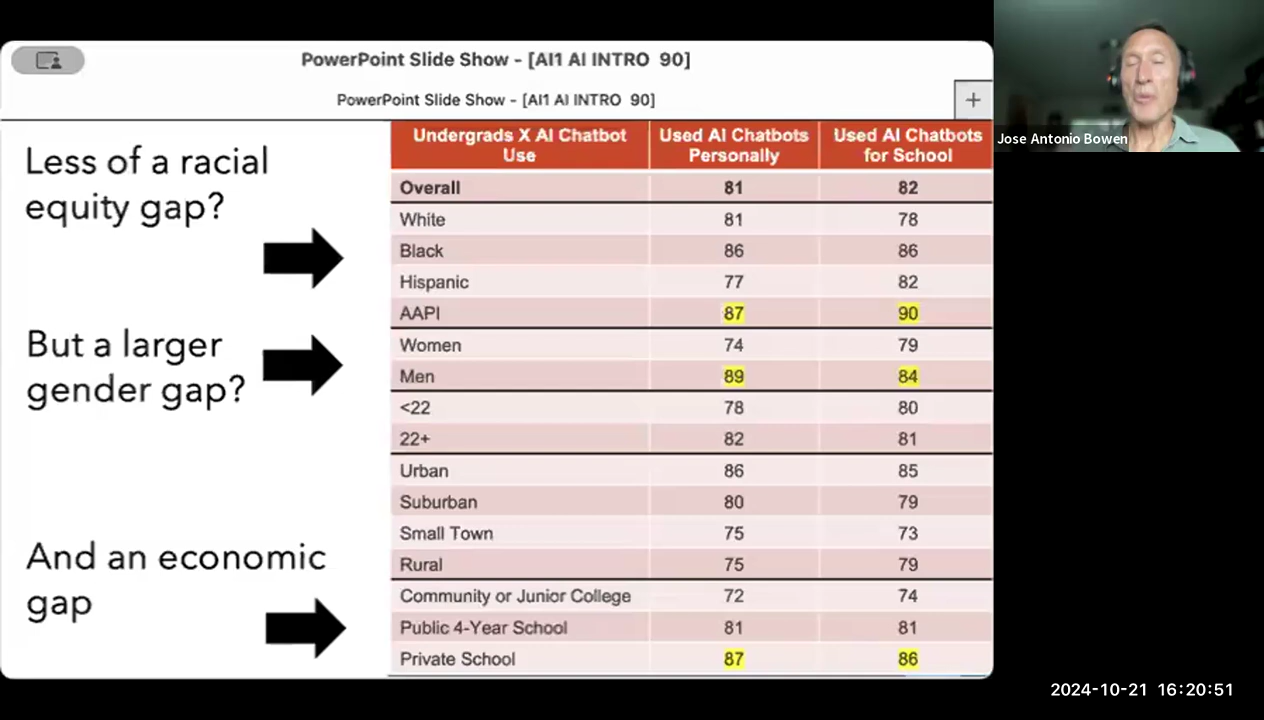 PowerPoint Slide Show - [AI1 AI INTRO  90]
PowerPoint Slide Show - [AI1 AI INTRO  90]
+
Jose Antonio Bowen
Less of a racial
equity gap?
But a larger
gender gap?
And an economic
gap
Undergrads X AI Chatbot Use | Used AI Chatbots Personally | Used AI Chatbots for School
Overall 81 82
White 81 78
Black 86 86
Hispanic 77 82
AAPI 87 90
Women 74 79
Men 89 84
<22 78 80
22+ 82 81
Urban 86 85
Suburban 80 79
Small Town 75 73
Rural 75 79
Community or Junior College 72 74
Public 4-Year School 81 81
Private School 87 86
2024-10-21 16:20:51